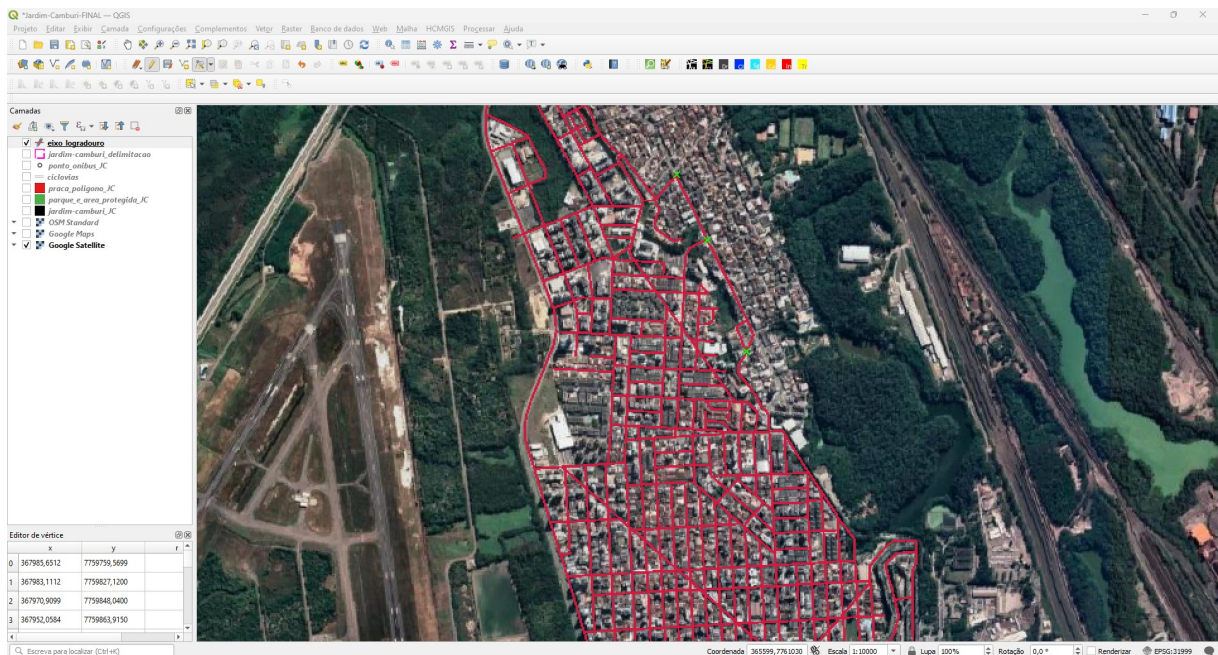 *Jardim-Camburi-FINAL — QGIS
Projeto Editar Exibir Camada Configurações Complementos Vetor Raster Banco de dados Web Malha HCMGIS Processar Ajuda
Camadas
eixo_logradouro
jardim-camburi_delimitacao
ponto_onibus_JC
ciclovias
praca_poligono_JC
parque_e_area_protegida_JC
jardim-camburi_JC
OSM Standard
Google Maps
Google Satellite
Editor de vértice
x y r
0 367985,6512 7759759,5699
1 367983,1112 7759827,1200
2 367970,9099 7759848,0400
3 367952,0584 7759863,9150
Escreva para localizar (Ctrl+K) Coordenada 365599,7761030 Escala 1:10000 Lupa 100% Rotação 0,0 ° Renderizar EPSG:31999